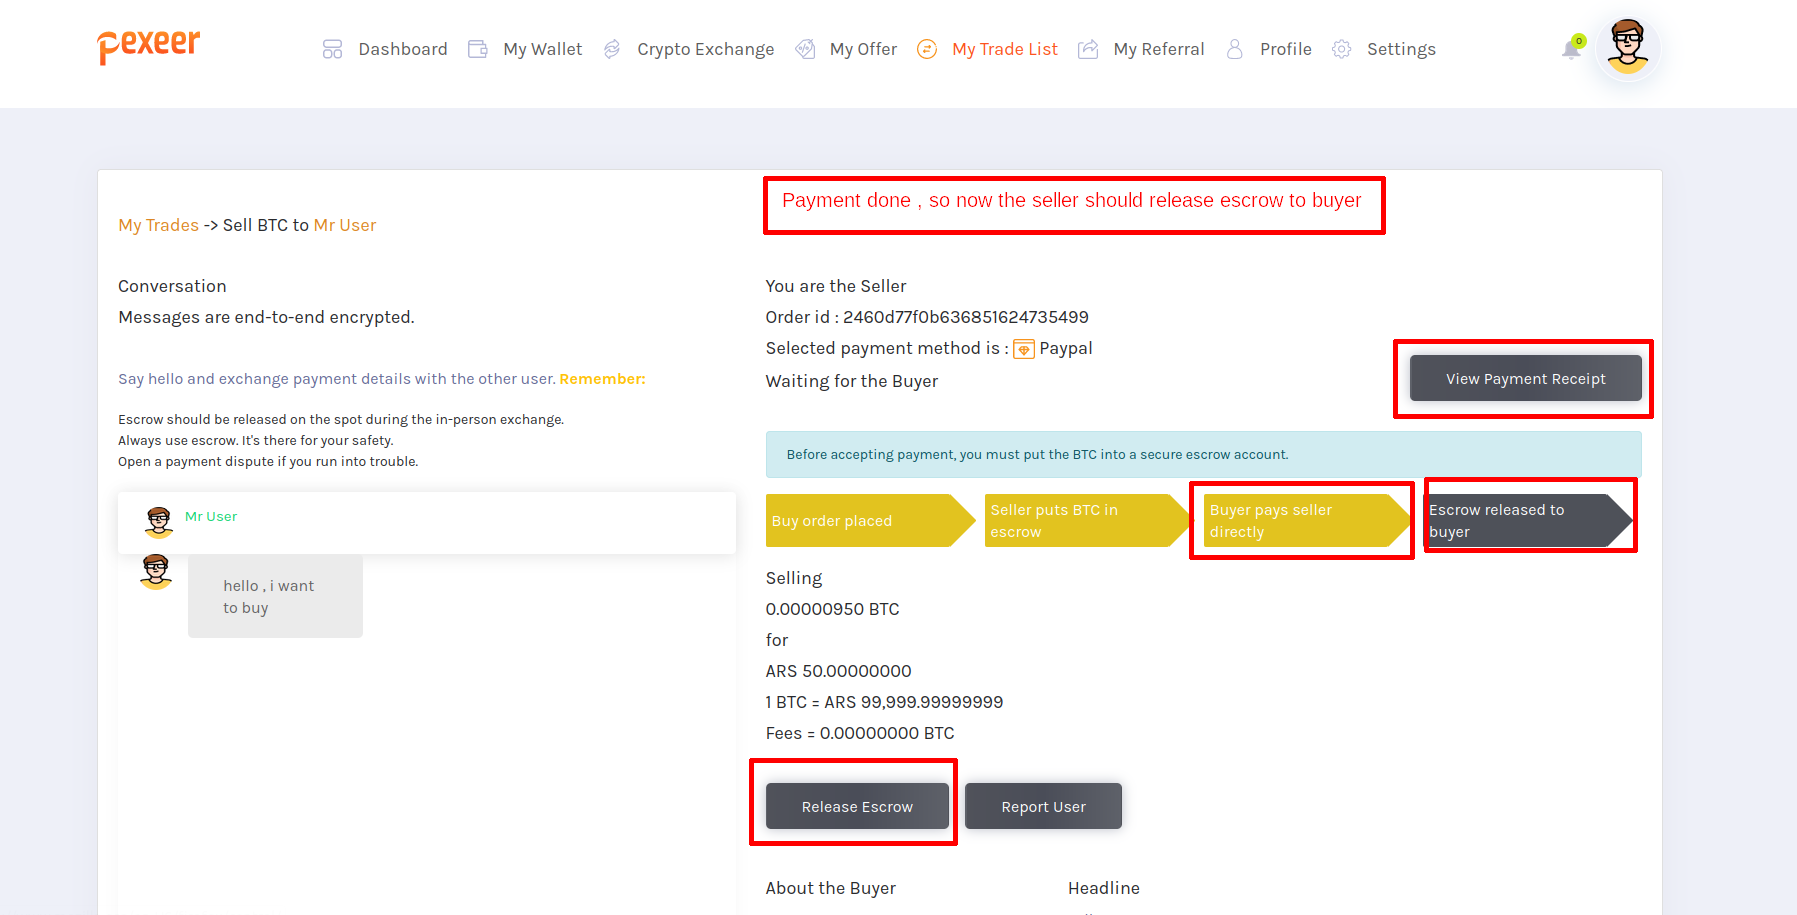 pexeer
Dashboard
My Wallet
Crypto Exchange
My Offer
My Trade List
My Referral
Profile
Settings
0
Payment done , so now the seller should release escrow to buyer
My Trades -> Sell BTC to Mr User
Conversation
Messages are end-to-end encrypted.
Say hello and exchange payment details with the other user. Remember:
Escrow should be released on the spot during the in-person exchange.
Always use escrow. It's there for your safety.
Open a payment dispute if you run into trouble.
Mr User
hello , i want
to buy
You are the Seller
Order id : 2460d77f0b636851624735499
Selected payment method is : Paypal
Waiting for the Buyer
View Payment Receipt
Before accepting payment, you must put the BTC into a secure escrow account.
Buy order placed
Seller puts BTC in
escrow
Buyer pays seller
directly
Escrow released to
buyer
Selling
0.00000950 BTC
for
ARS 50.00000000
1 BTC = ARS 99,999.99999999
Fees = 0.00000000 BTC
Release Escrow
Report User
About the Buyer
Headline